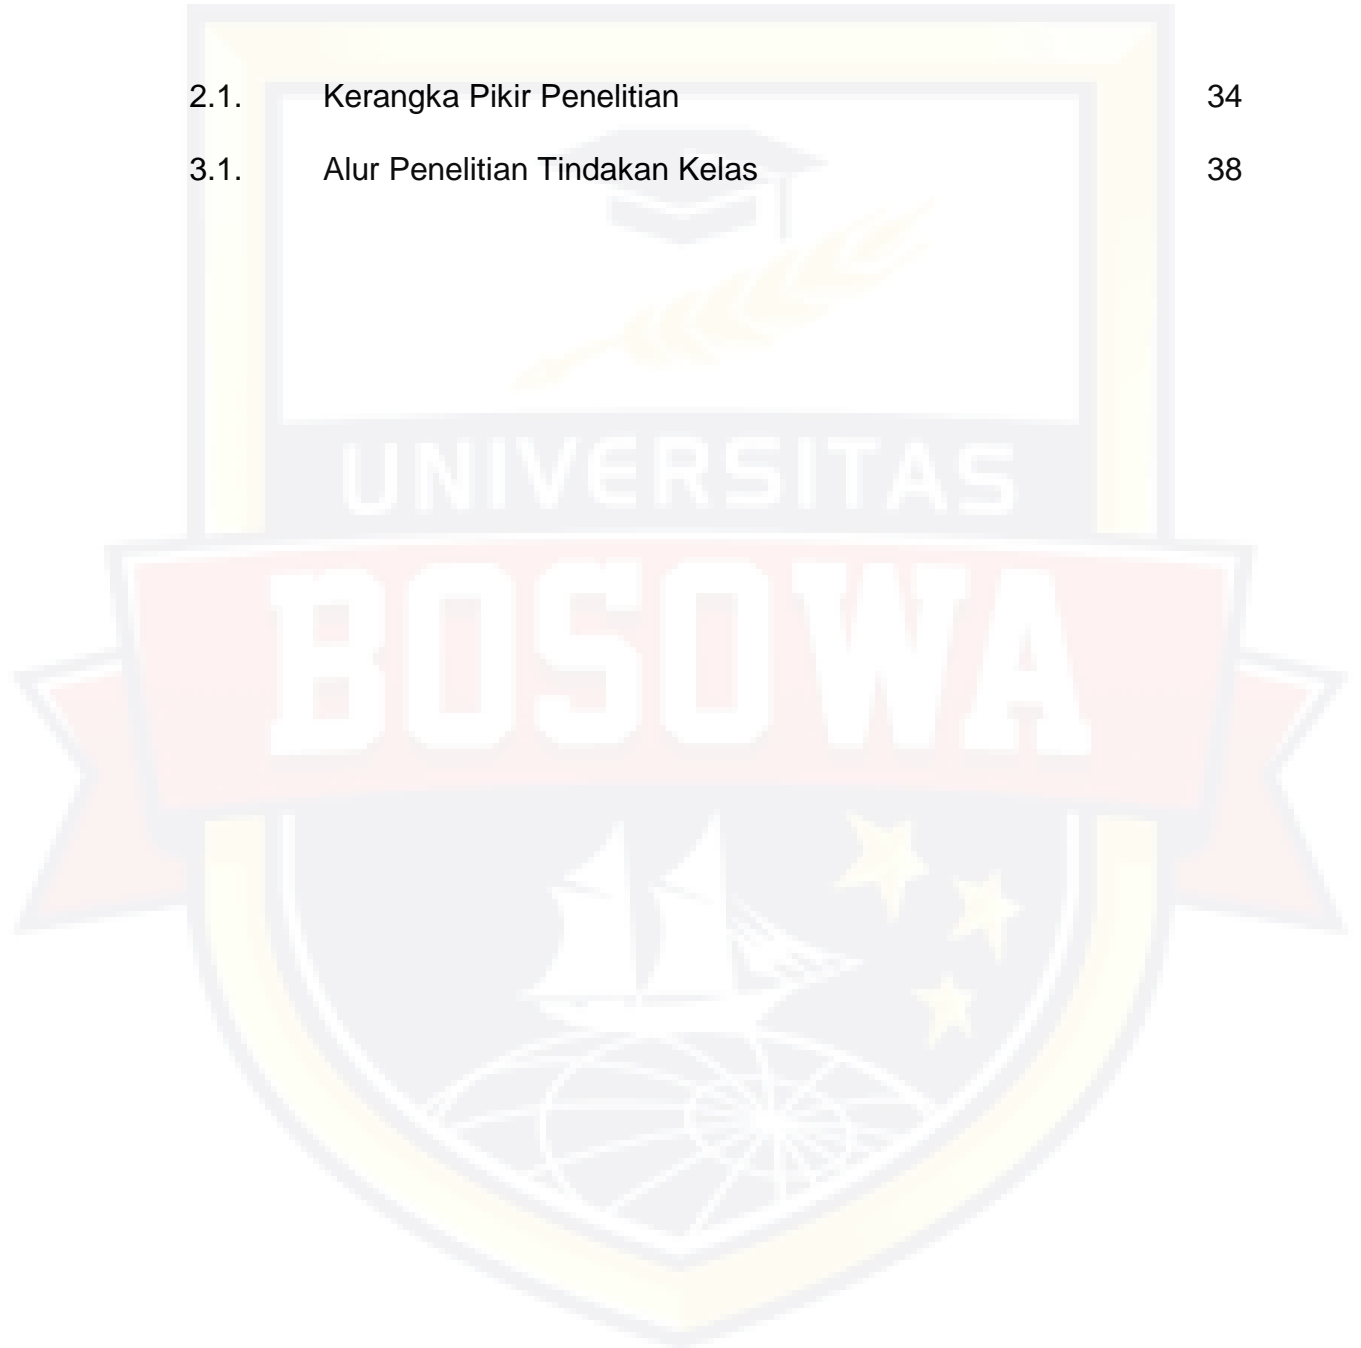 2.1. Kerangka Pikir Penelitian 34
3.1. Alur Penelitian Tindakan Kelas 38
UNIVERSITAS
BOSOWA